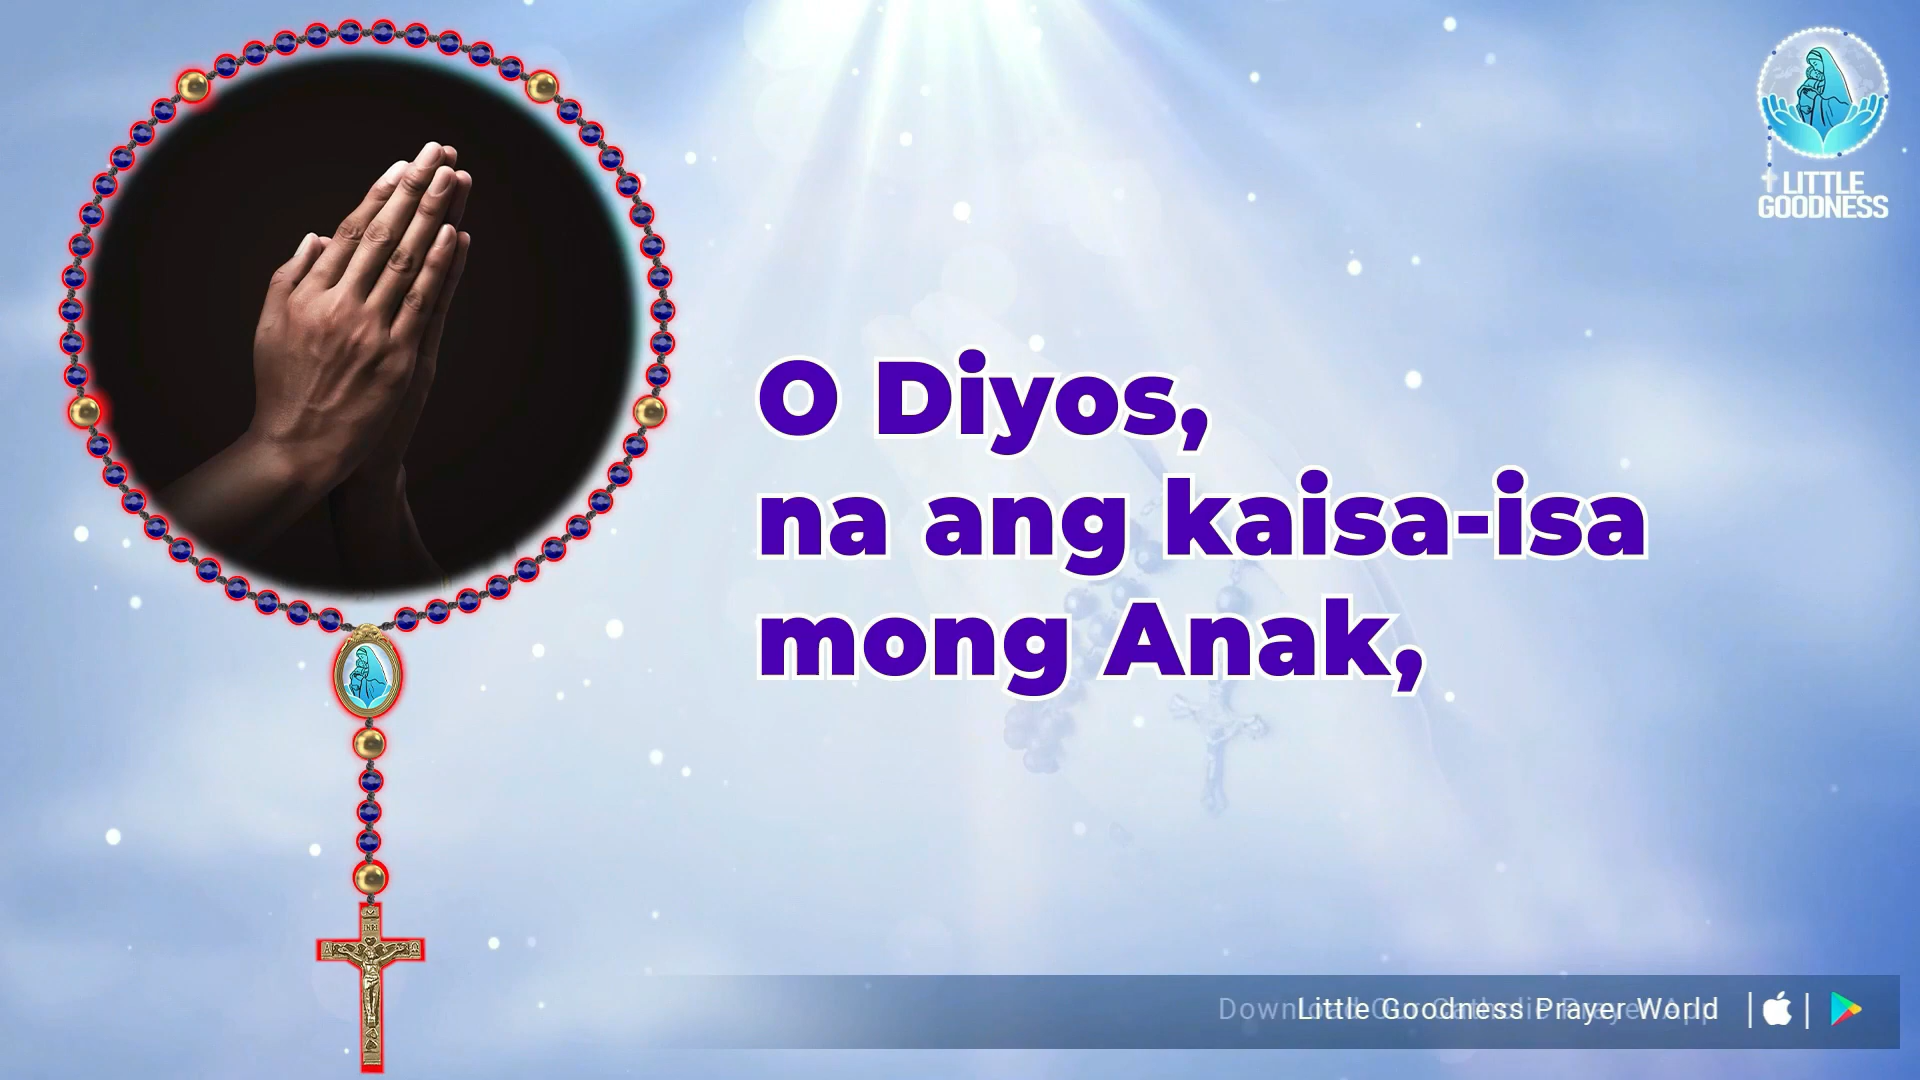 LITTLE
GOODNESS
O Diyos,
na ang kaisa-isa
mong Anak,
INRI
Little Goodness Prayer World